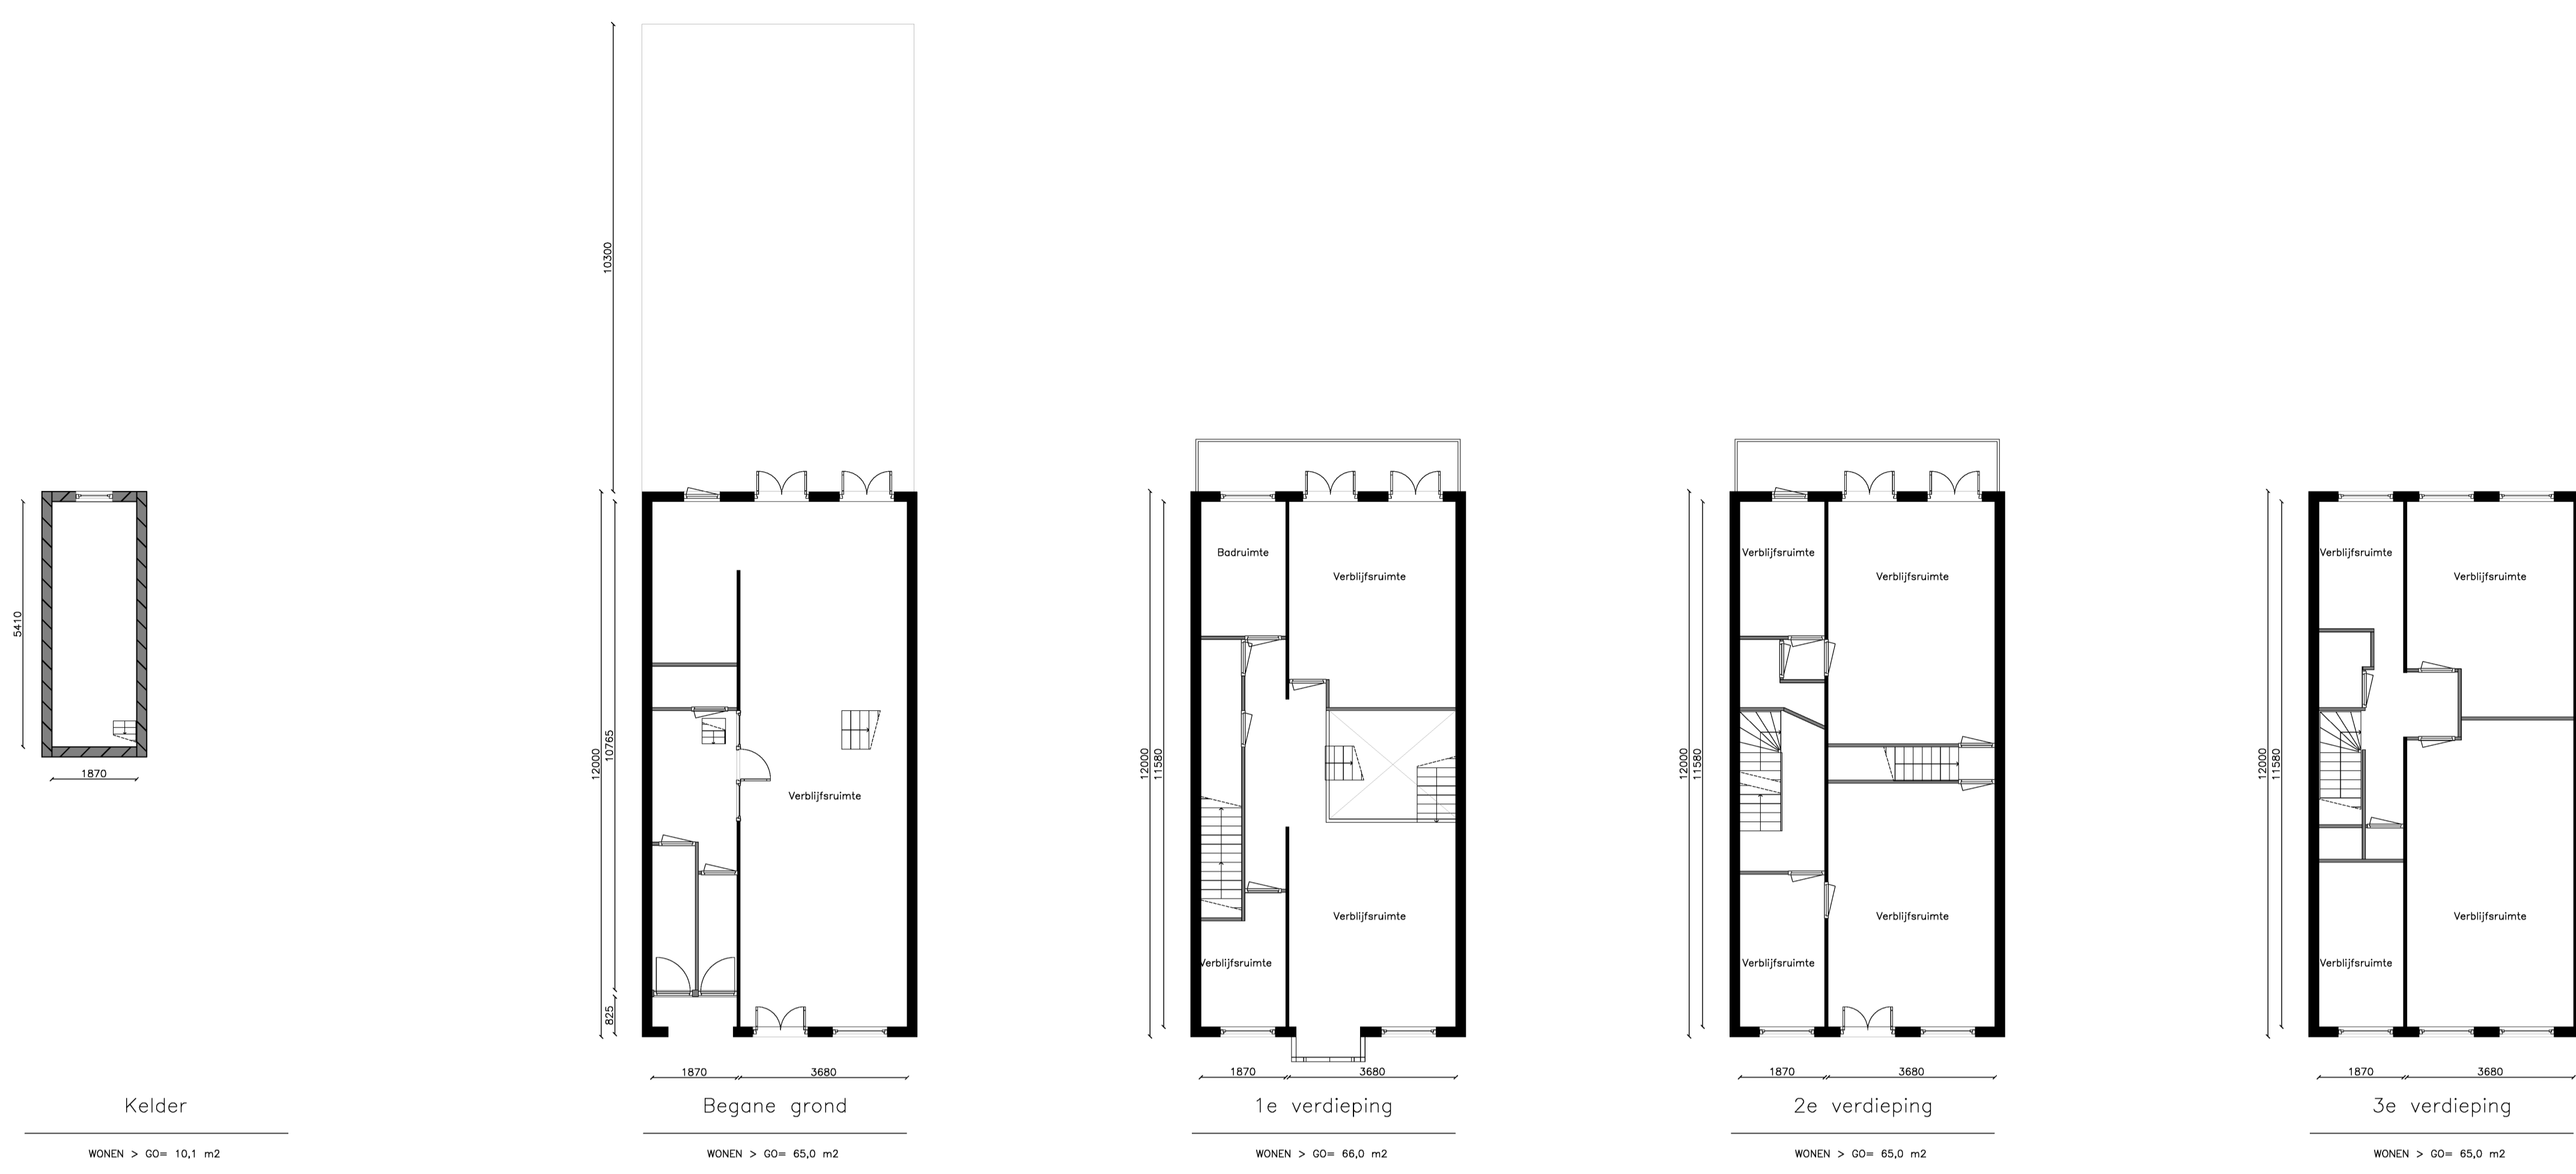 10300
5410
1870
Kelder
WONEN > GO= 10,1 m2
12000
10765
825
Verblijfsruimte
1870
3680
Begane grond
WONEN > GO= 65,0 m2
12000
11580
Badruimte
Verblijfsruimte
Verblijfsruimte
Verblijfsruimte
1870
3680
1e verdieping
WONEN > GO= 66,0 m2
12000
11580
Verblijfsruimte
Verblijfsruimte
Verblijfsruimte
Verblijfsruimte
1870
3680
2e verdieping
WONEN > GO= 65,0 m2
12000
11580
Verblijfsruimte
Verblijfsruimte
Verblijfsruimte
Verblijfsruimte
1870
3680
3e verdieping
WONEN > GO= 65,0 m2